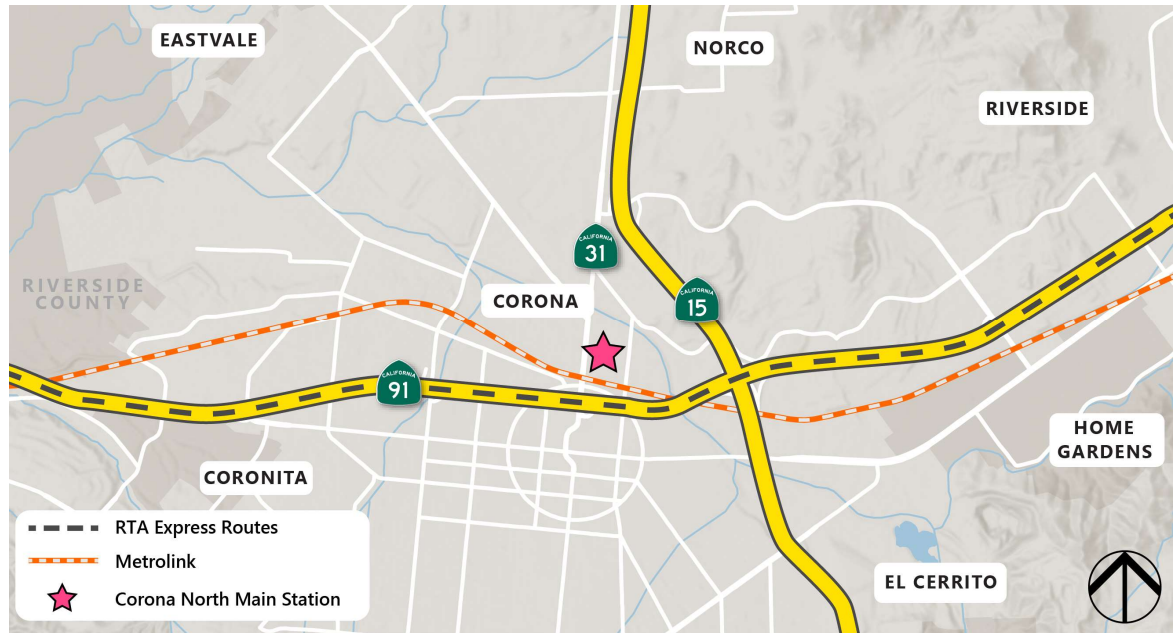 EASTVALE
NORCO
RIVERSIDE
CALIFORNIA
31
RIVERSIDE
COUNTY
CORONA
CALIFORNIA
15
CALIFORNIA
91
HOME
GARDENS
CORONITA
RTA Express Routes
Metrolink
Corona North Main Station
EL CERRITO